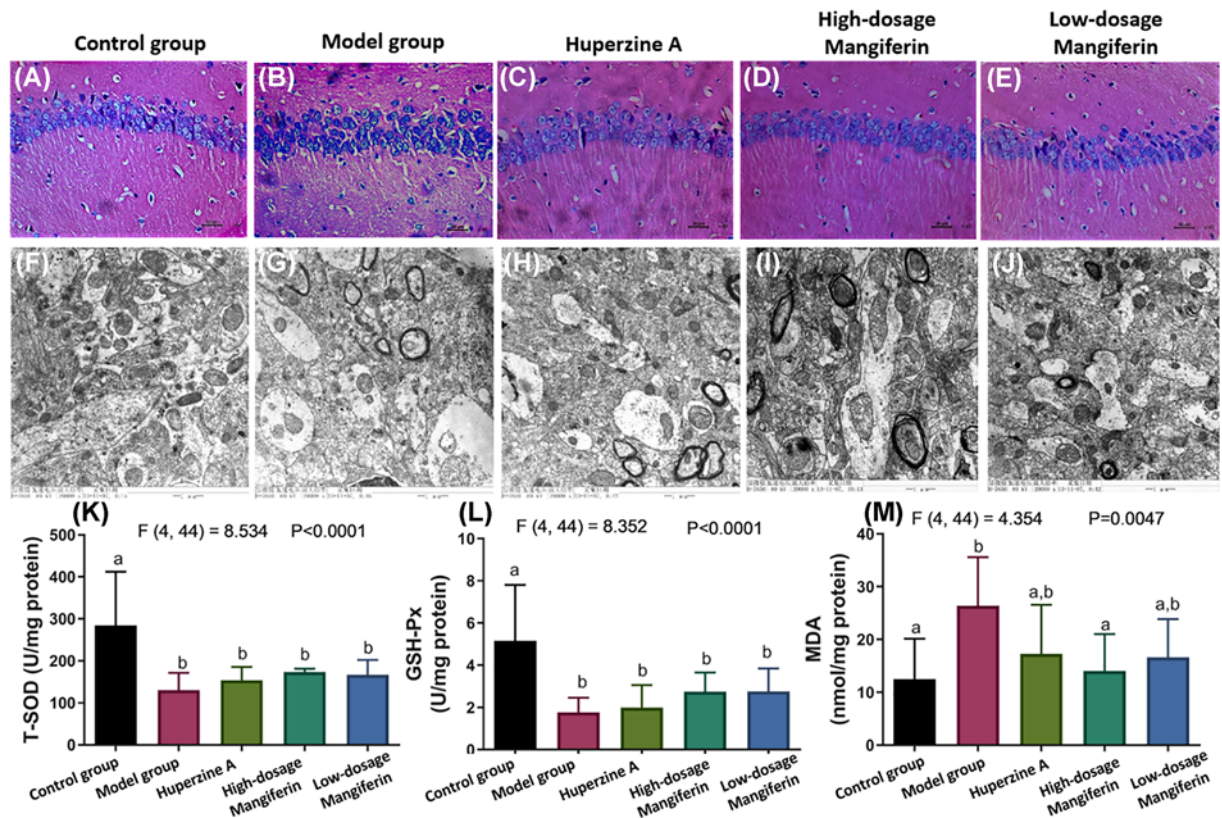 Control group
Model group
Huperzine A
High-dosage
Mangiferin
Low-dosage
Mangiferin
(A)
(B)
(C)
(D)
(E)
(F)
(G)
(H)
(I)
(J)
(K)
F (4, 44) = 8.534 P<0.0001
T-SOD (U/mg protein)
500
400
300
200
100
0
a
b
b
b
b
Control group
Model group
Huperzine A
High-dosage
Mangiferin
Low-dosage
Mangiferin
(L)
F (4, 44) = 8.352 P<0.0001
GSH-Px
(U/mg protein)
10
8
6
4
2
0
a
b
b
b
b
Control group
Model group
Huperzine A
High-dosage
Mangiferin
Low-dosage
Mangiferin
(M)
F (4, 44) = 4.354 P=0.0047
MDA
(nmol/mg protein)
40
30
20
10
0
a
b
a,b
a
a,b
Control group
Model group
Huperzine A
High-dosage
Mangiferin
Low-dosage
Mangiferin